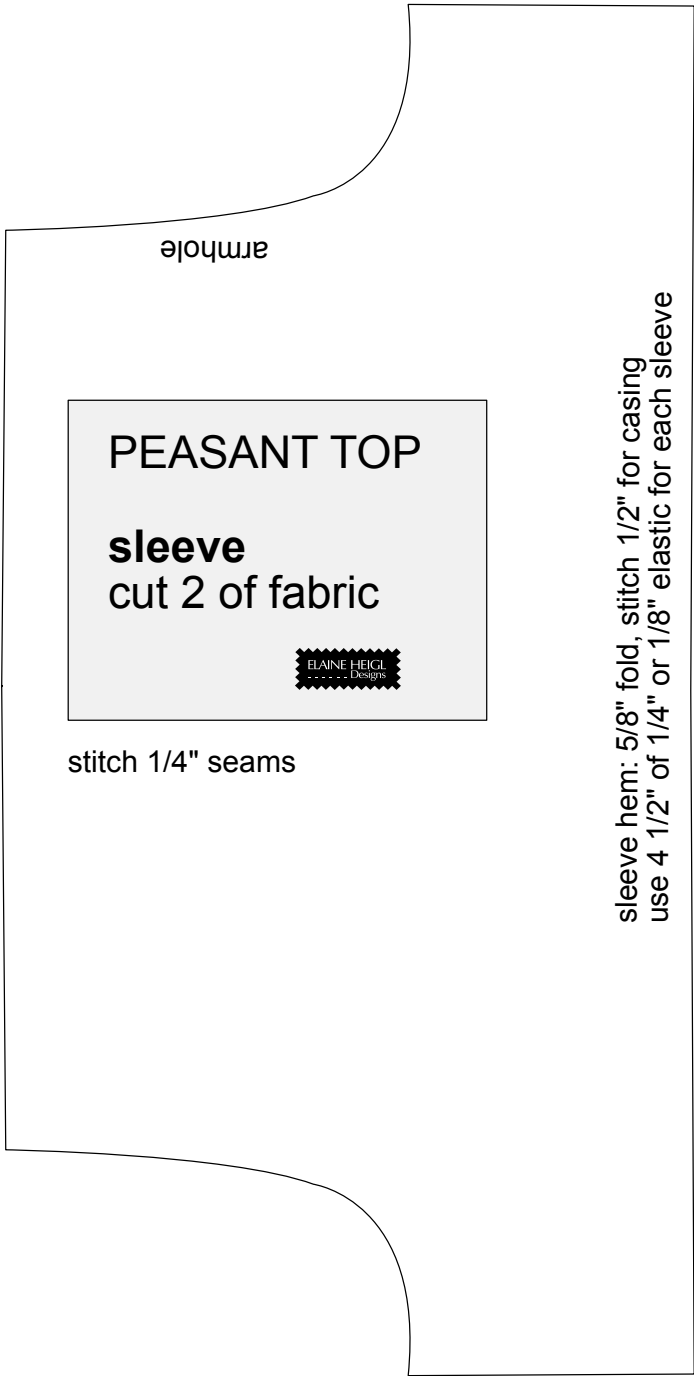 armhole
PEASANT TOP
sleeve
cut 2 of fabric
ELAINE HEIGL
Designs
stitch 1/4" seams
sleeve hem: 5/8" fold, stitch 1/2" for casing
use 4 1/2" of 1/4" or 1/8" elastic for each sleeve